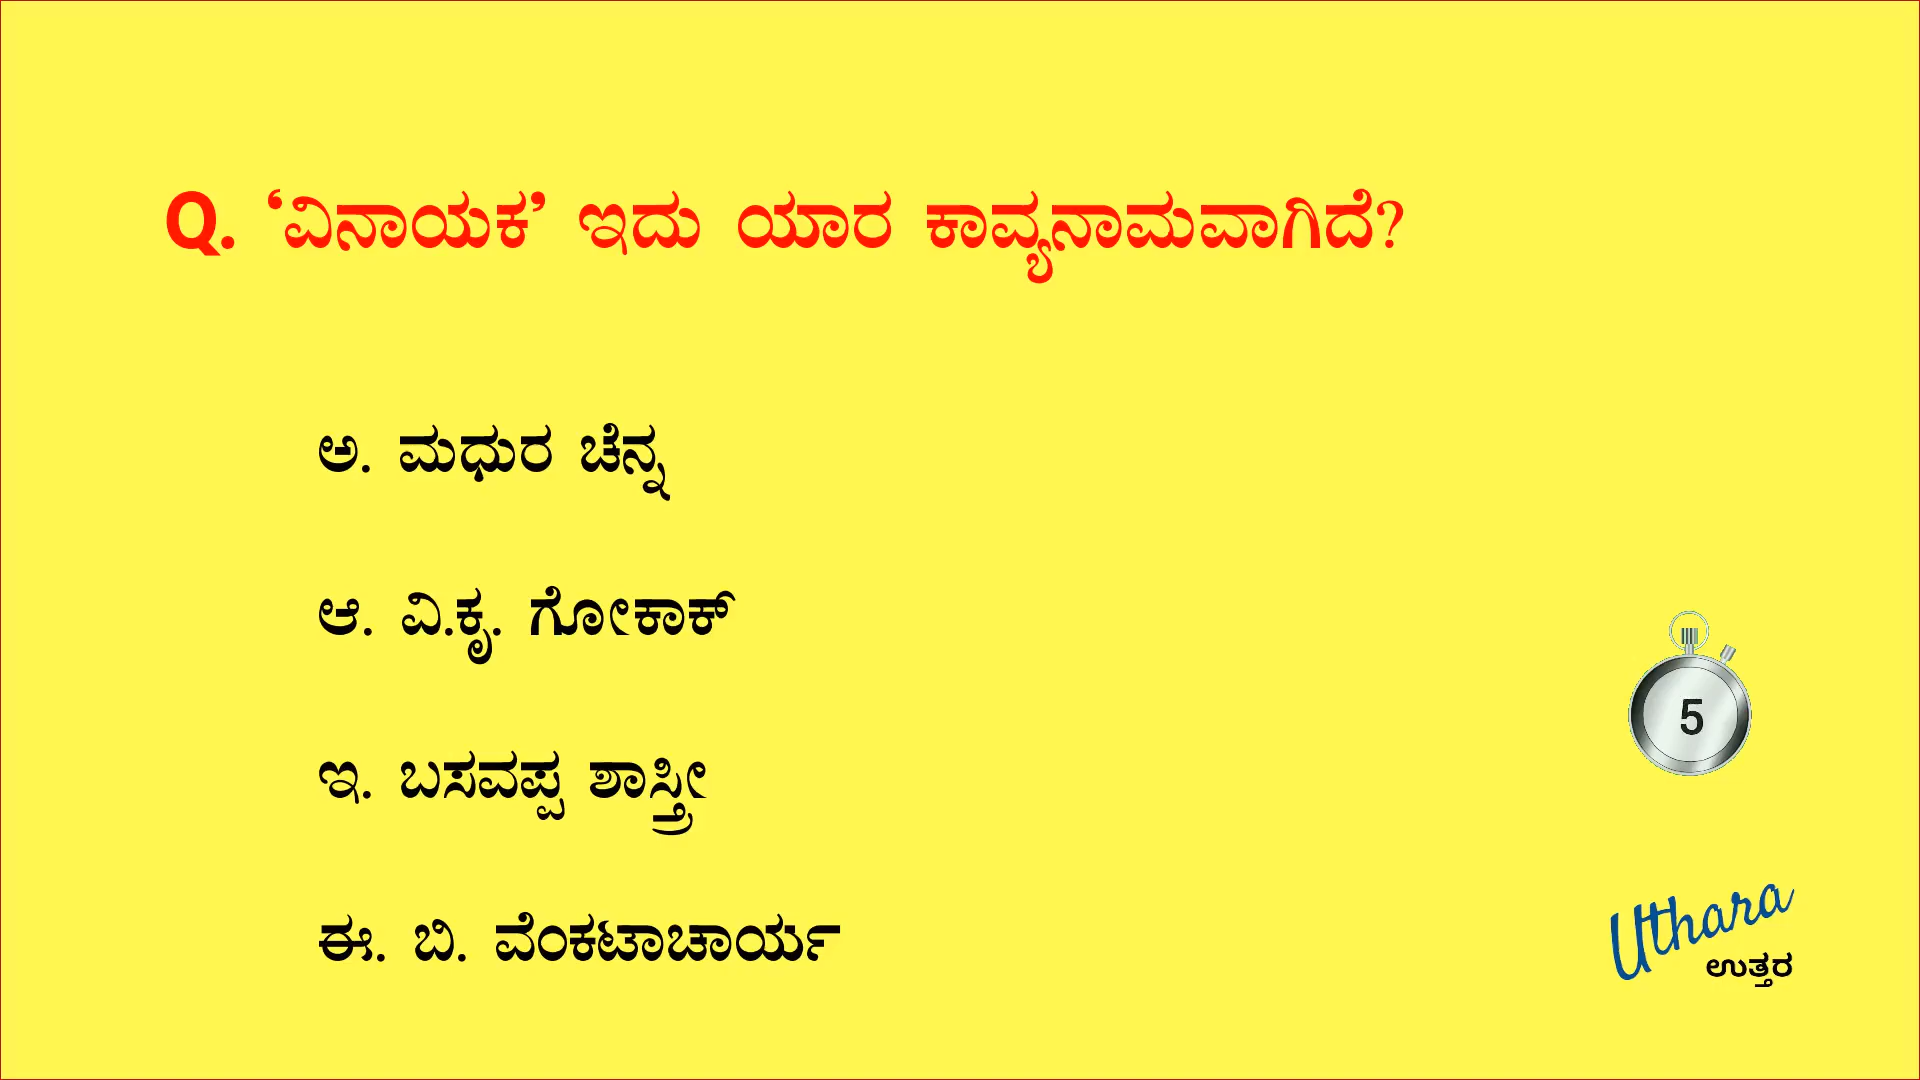 Q. ‘ವಿನಾಯಕ’ ಇದು ಯಾರ ಕಾವ್ಯನಾಮವಾಗಿದೆ?
ಅ. ಮಧುರ ಚೆನ್ನ
ಆ. ವಿ.ಕೃ. ಗೋಕಾಕ್
ಇ. ಬಸವಪ್ಪ ಶಾಸ್ತ್ರೀ
ಈ. ಬಿ. ವೆಂಕಟಾಚಾರ್ಯ
5
Uthara
ಉತ್ತರ